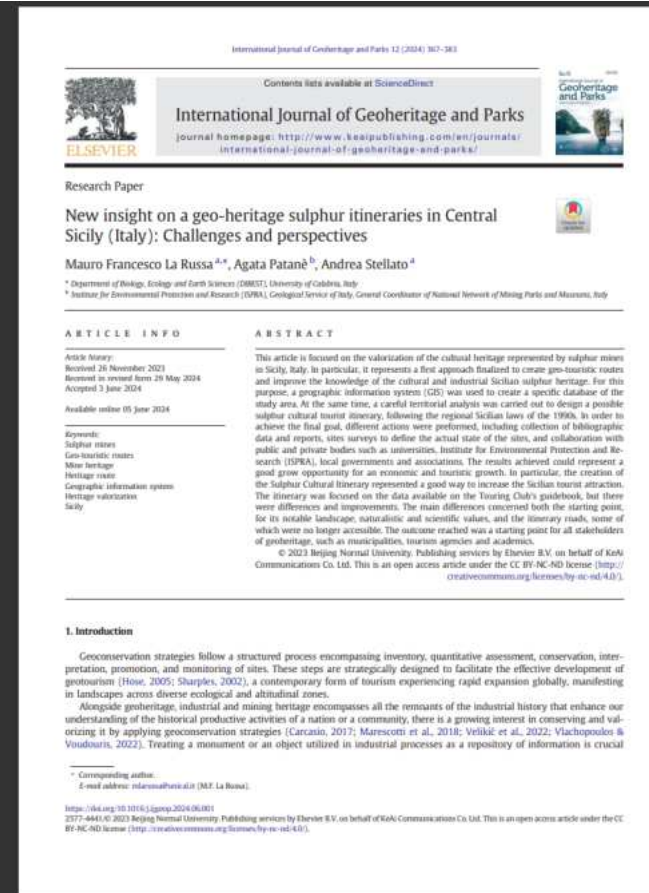 International Journal of Geoheritage and Parks 12 (2024) 367–383
Contents lists available at ScienceDirect
International Journal of Geoheritage and Parks
journal homepage: http://www.keaipublishing.com/en/journals/
international-journal-of-geoheritage-and-parks/
ELSEVIER
Geoheritage
and Parks
Research Paper
New insight on a geo-heritage sulphur itineraries in Central
Sicily (Italy): Challenges and perspectives
Mauro Francesco La Russa a,*, Agata Patanè b, Andrea Stellato a
a Department of Biology, Ecology and Earth Sciences (DIBEST), University of Calabria, Italy
b Institute for Environmental Protection and Research (ISPRA), Geological Service of Italy, General Coordinator of National Network of Mining Parks and Museums, Italy
ARTICLE INFO
Article history:
Received 26 November 2023
Received in revised form 29 May 2024
Accepted 3 June 2024
Available online 05 June 2024
Keywords:
Sulphur mines
Geo-touristic routes
Mine heritage
Heritage route
Geographic information system
Heritage valorization
Sicily
ABSTRACT
This article is focused on the valorization of the cultural heritage represented by sulphur mines
in Sicily, Italy. In particular, it represents a first approach finalized to create geo-touristic routes
and improve the knowledge of the cultural and industrial Sicilian sulphur heritage. For this
purpose, a geographic information system (GIS) was used to create a specific database of the
study area. At the same time, a careful territorial analysis was carried out to design a possible
sulphur cultural tourist itinerary, following the regional Sicilian laws of the 1990s. In order to
achieve the final goal, different actions were preformed, including collection of bibliographic
data and reports, sites surveys to define the actual state of the sites, and collaboration with
public and private bodies such as universities, Institute for Environmental Protection and Re-
search (ISPRA), local governments and associations. The results achieved could represent a
good grow opportunity for an economic and touristic growth. In particular, the creation of
the Sulphur Cultural Itinerary represented a good way to increase the Sicilian tourist attraction.
The itinerary was focused on the data available on the Touring Club's guidebook, but there
were differences and improvements. The main differences concerned both the starting point,
for its notable landscape, naturalistic and scientific values, and the itinerary roads, some of
which were no longer accessible. The outcome reached was a starting point for all stakeholders
of geoheritage, such as municipalities, tourism agencies and academics.
© 2023 Beijing Normal University. Publishing services by Elsevier B.V. on behalf of KeAi
Communications Co. Ltd. This is an open access article under the CC BY-NC-ND license (http://
creativecommons.org/licenses/by-nc-nd/4.0/).
1. Introduction
Geoconservation strategies follow a structured process encompassing inventory, quantitative assessment, conservation, inter-
pretation, promotion, and monitoring of sites. These steps are strategically designed to facilitate the effective development of
geotourism (Hose, 2005; Sharples, 2002), a contemporary form of tourism experiencing rapid expansion globally, manifesting
in landscapes across diverse ecological and altitudinal zones.
Alongside geoheritage, industrial and mining heritage encompasses all the remnants of the industrial history that enhance our
understanding of the historical productive activities of a nation or a community, there is a growing interest in conserving and val-
orizing it by applying geoconservation strategies (Carcasio, 2017; Marescotti et al., 2018; Velikić et al., 2022; Vlachopoulos &
Voudouris, 2022). Treating a monument or an object utilized in industrial processes as a repository of information is crucial
* Corresponding author.
E-mail address: mlarussa@unical.it (M.F. La Russa).
https://doi.org/10.1016/j.ijgeop.2024.06.001
2577-4441/© 2023 Beijing Normal University. Publishing services by Elsevier B.V. on behalf of KeAi Communications Co. Ltd. This is an open access article under the CC
BY-NC-ND license (http://creativecommons.org/licenses/by-nc-nd/4.0/).